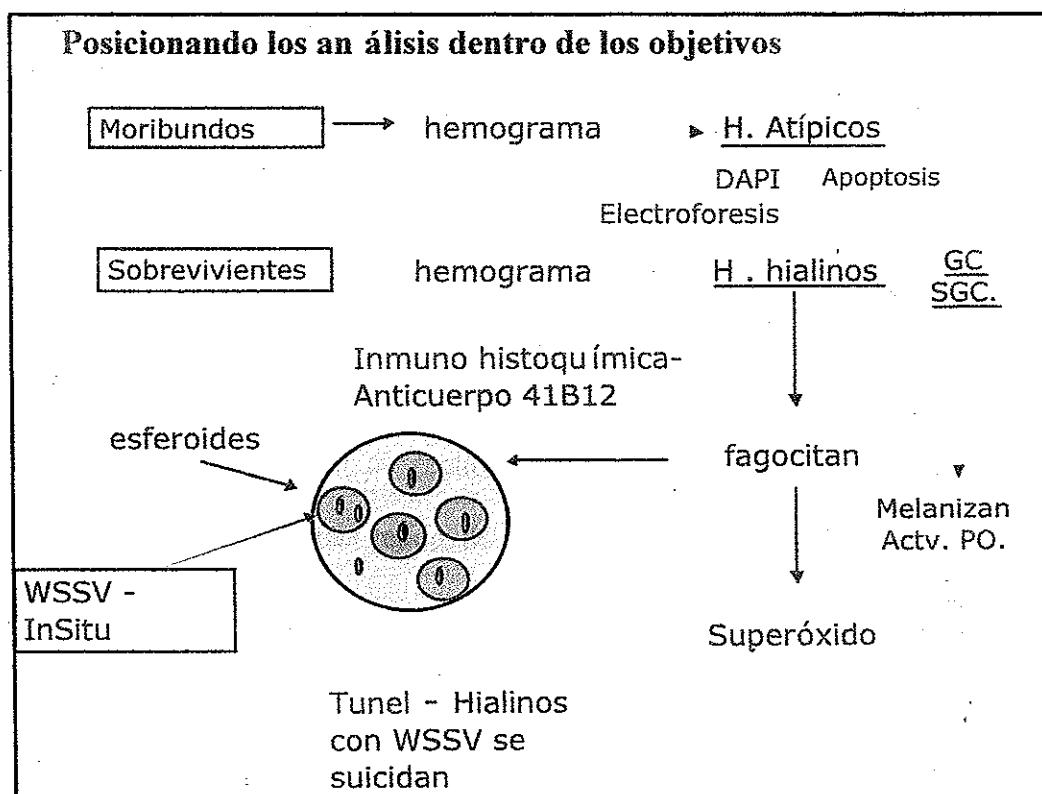 Posicionando los an álisis dentro de los objetivos
Moribundos
hemograma
H. Atípicos
DAPI Apoptosis
Electroforesis
Sobrevivientes
hemograma
H . hialinos
GC
SGC.
Inmuno histoqu ímica-
Anticuerpo 41B12
esferoides
fagocitan
Melanizan
Actv. PO.
WSSV -
InSitu
Superóxido
Tunel - Hialinos
con WSSV se
suicidan